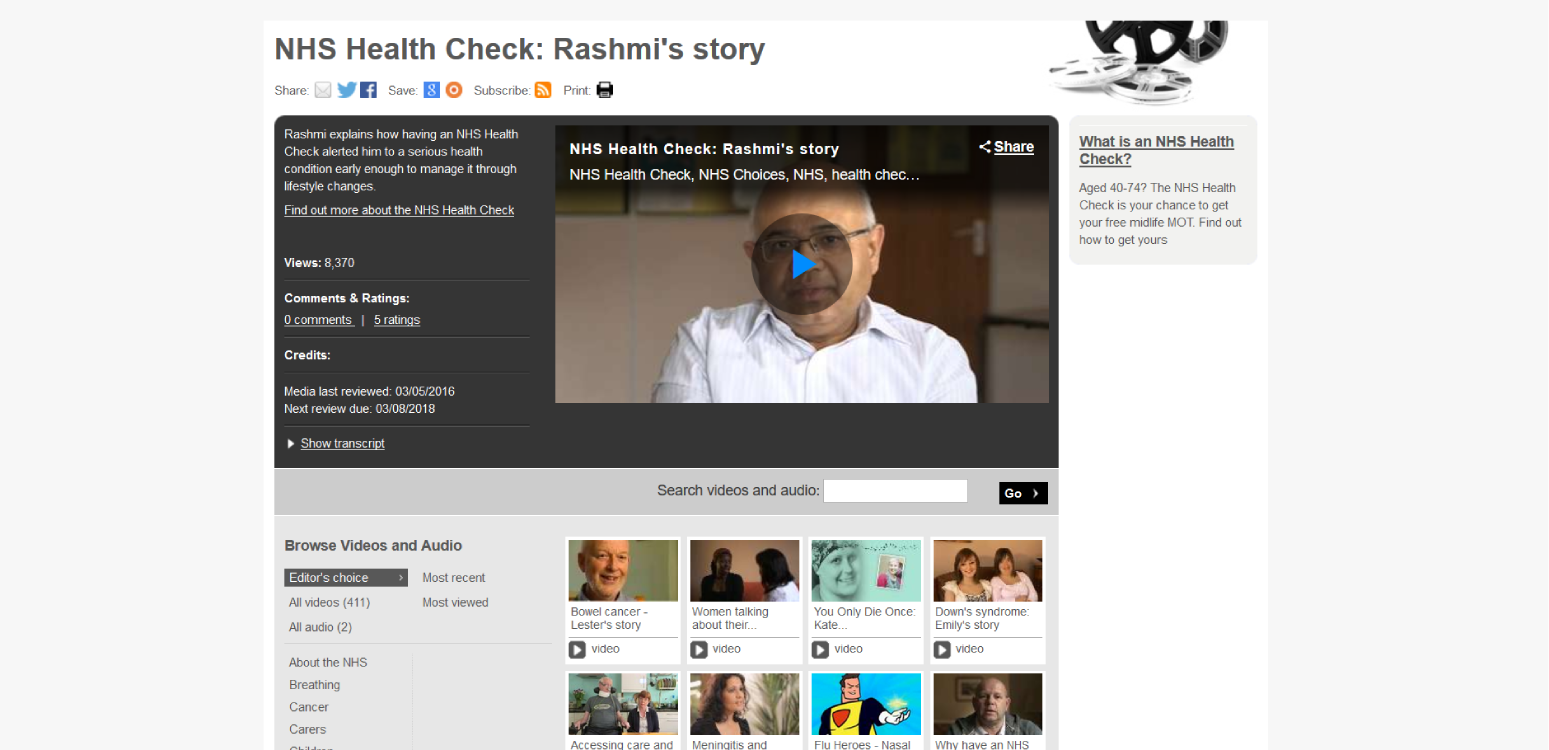 NHS Health Check: Rashmi's story
Share:
Save:
8
Subscribe:
Print:
Rashmi explains how having an NHS Health
Check alerted him to a serious health
condition early enough to manage it through
lifestyle changes.
Find out more about the NHS Health Check
Views: 8,370
Comments & Ratings:
0 comments | 5 ratings
Credits:
Media last reviewed: 03/05/2016
Next review due: 03/08/2018
Show transcript
NHS Health Check: Rashmi's story
Share
NHS Health Check, NHS Choices, NHS, health chec…
What is an NHS Health
Check?
Aged 40-74? The NHS Health
Check is your chance to get
your free midlife MOT. Find out
how to get yours
Search videos and audio:
Go
Browse Videos and Audio
Editor's choice
Most recent
All videos (411)
Most viewed
All audio (2)
About the NHS
Breathing
Cancer
Carers
Bowel cancer -
Lester's story
video
Women talking
about their...
video
You Only Die Once:
Kate...
video
Down's syndrome:
Emily's story
video
Accessing care and
Meningitis and
Flu Heroes - Nasal
Why have an NHS